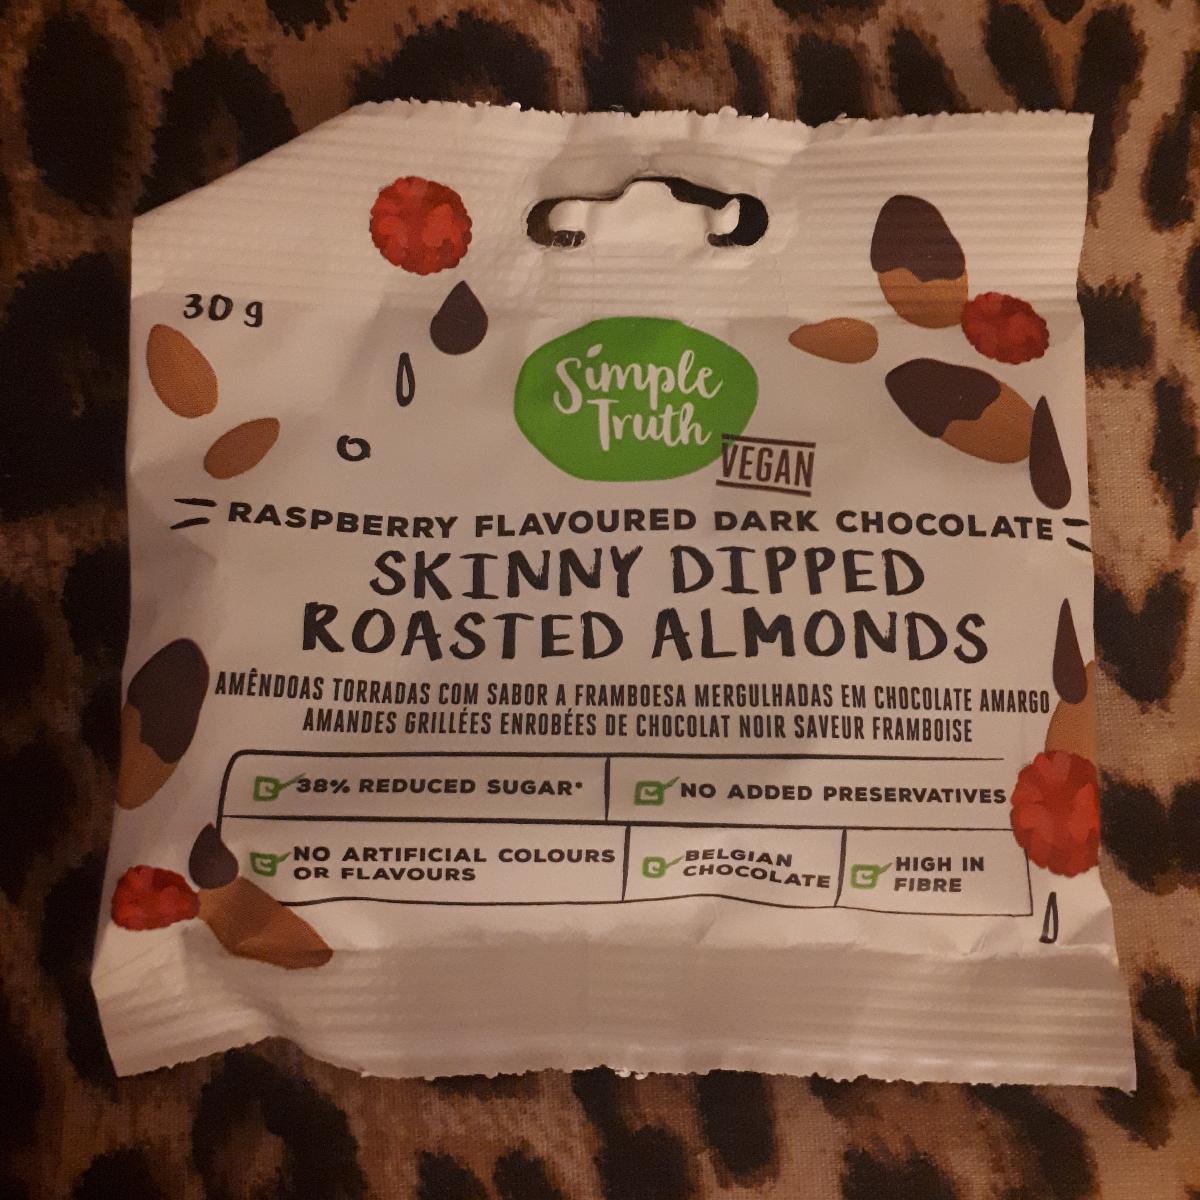 30 g
Simple
Truth
VEGAN
RASPBERRY FLAVOURED DARK CHOCOLATE
SKINNY DIPPED
ROASTED ALMONDS
AMÊNDOAS TORRADAS COM SABOR A FRAMBOESA MERGULHADAS EM CHOCOLATE AMARGO
AMANDES GRILLÉES ENROBÉES DE CHOCOLAT NOIR SAVEUR FRAMBOISE
38% REDUCED SUGAR*
NO ADDED PRESERVATIVES
NO ARTIFICIAL COLOURS
OR FLAVOURS
BELGIAN
CHOCOLATE
HIGH IN
FIBRE